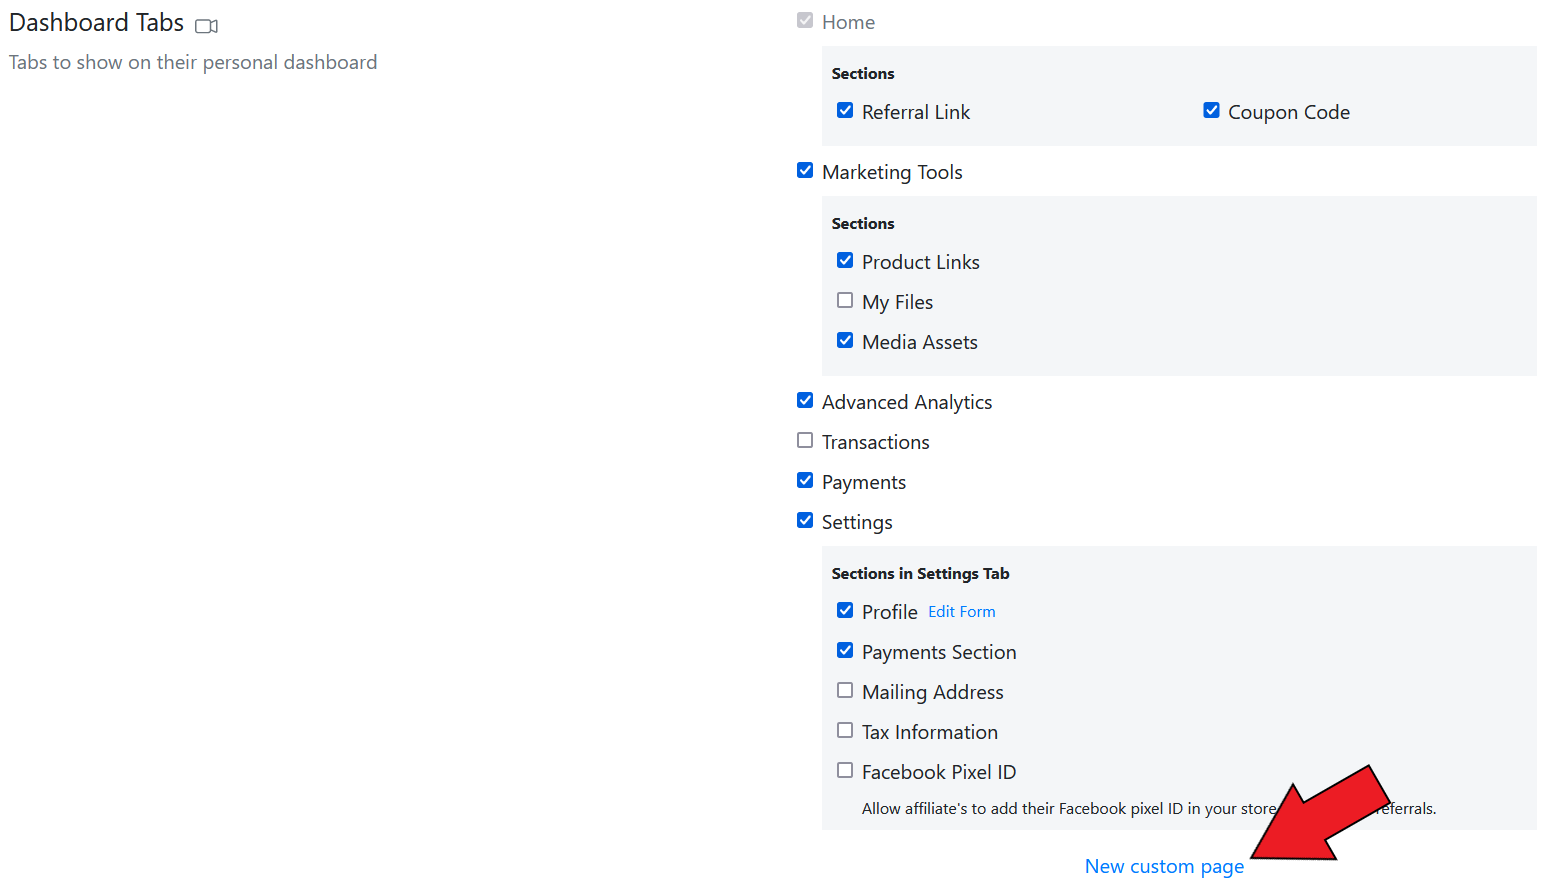 Dashboard Tabs
Tabs to show on their personal dashboard
Home
Sections
Referral Link
Coupon Code
Marketing Tools
Sections
Product Links
My Files
Media Assets
Advanced Analytics
Transactions
Payments
Settings
Sections in Settings Tab
Profile Edit Form
Payments Section
Mailing Address
Tax Information
Facebook Pixel ID
Allow affiliate's to add their Facebook pixel ID in your store eferrals.
New custom page